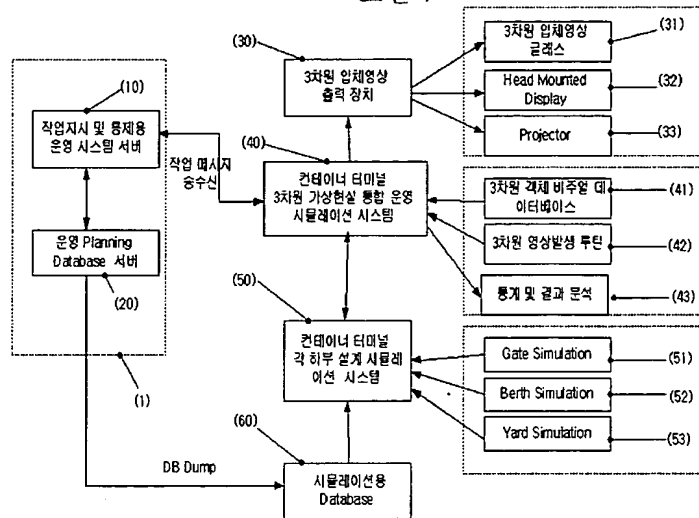 (30)
3차원 입체영상
출력 장치
3차원 입체영상
글래스
(31)
Head Mounted
Display
(32)
Projector
(33)
(10)
작업지시 및 통제용
운영 시스템 서버
작업 메시지
송수신
(40)
컨테이너 터미널
3차원 가상현실 통합 운영
시뮬레이션 시스템
3차원 객체 비주얼 데
이터베이스
(41)
3차원 영상발생 루틴
(42)
통계 및 결과 분석
(43)
운영 Planning
Database 서버
(20)
(1)
(50)
컨테이너 터미널
각 하부 설계 시뮬레
이션 시스템
Gate Simulation
(51)
Berth Simulation
(52)
Yard Simulation
(53)
(60)
DB Dump
시뮬레이션용
Database